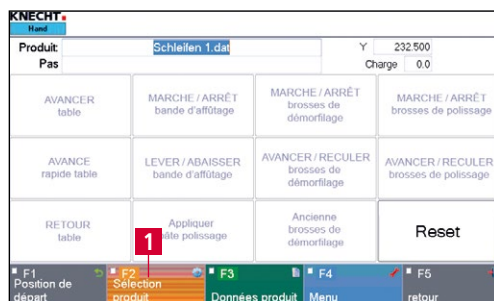 KNECHT
Hand
Produit: Schleifen 1.dat Y 232.500
Pas Charge 0.0
AVANCER
table
MARCHE / ARRÊT
bande d'affûtage
MARCHE / ARRÊT
brosses de
démorfilage
MARCHE / ARRÊT
brosses de polissage
AVANCE
rapide table
LEVER / ABAISSER
bande d'affûtage
AVANCER / RECULER
brosses de
démorfilage
AVANCER / RECULER
brosses de polissage
RETOUR
table
Appliquer
polissage
Ancienne
brosses de
démorfilage
Reset
1
F1
Position de
départ
F2
Sélection
produit
F3
Données produit
F4
Menu
F5
retour